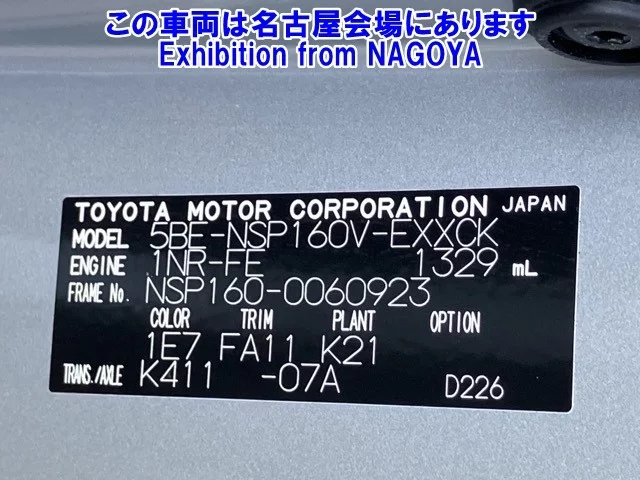 この車両は名古屋会場にあります
Exhibition from NAGOYA
TOYOTA MOTOR CORPORATION JAPAN
MODEL 5BE-NSP160V-EXXCK
ENGINE 1NR-FE 1329 mL
FRAME No. NSP160-0060923
COLOR TRIM PLANT OPTION
1E7 FA11 K21
TRANS./AXLE K411 -07A D226